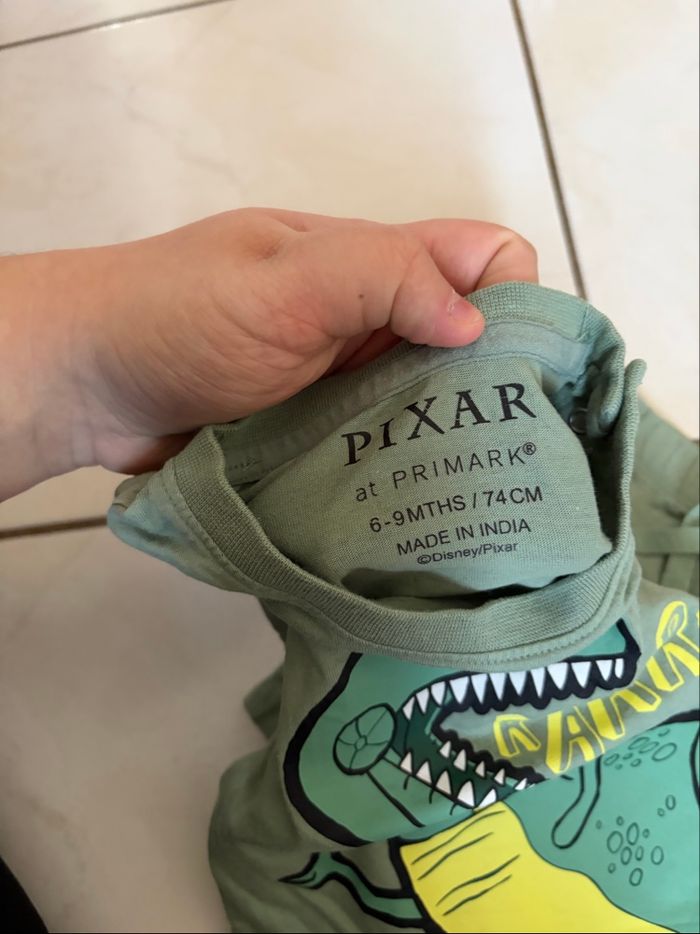 PIXAR
at PRIMARK®
6-9MTHS / 74CM
MADE IN INDIA
©Disney/Pixar